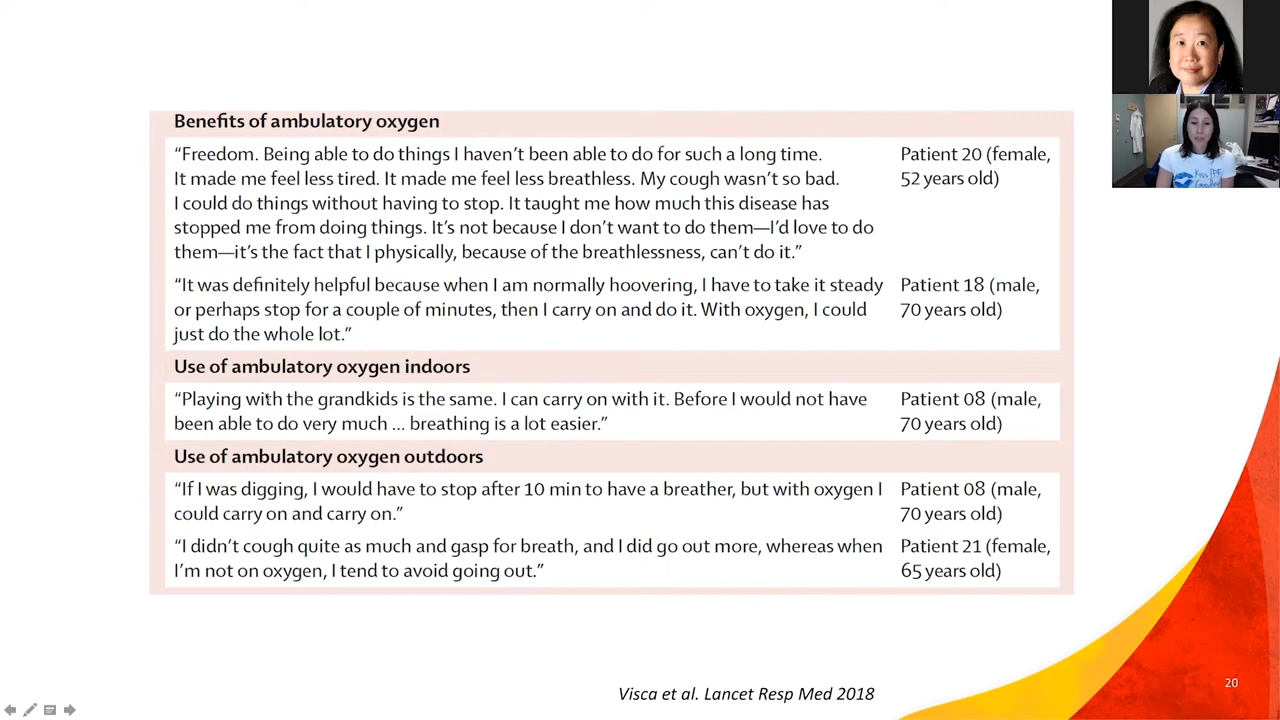 Benefits of ambulatory oxygen
“Freedom. Being able to do things I haven’t been able to do for such a long time.
It made me feel less tired. It made me feel less breathless. My cough wasn’t so bad.
I could do things without having to stop. It taught me how much this disease has
stopped me from doing things. It’s not because I don’t want to do them—I’d love to do
them—it’s the fact that I physically, because of the breathlessness, can’t do it.”
Patient 20 (female,
52 years old)
“It was definitely helpful because when I am normally hoovering, I have to take it steady
or perhaps stop for a couple of minutes, then I carry on and do it. With oxygen, I could
just do the whole lot.”
Patient 18 (male,
70 years old)
Use of ambulatory oxygen indoors
“Playing with the grandkids is the same. I can carry on with it. Before I would not have
been able to do very much ... breathing is a lot easier.”
Patient 08 (male,
70 years old)
Use of ambulatory oxygen outdoors
“If I was digging, I would have to stop after 10 min to have a breather, but with oxygen I
could carry on and carry on.”
Patient 08 (male,
70 years old)
“I didn’t cough quite as much and gasp for breath, and I did go out more, whereas when
I’m not on oxygen, I tend to avoid going out.”
Patient 21 (female,
65 years old)
Visca et al. Lancet Resp Med 2018
20
Kiss IPF
Goodbye